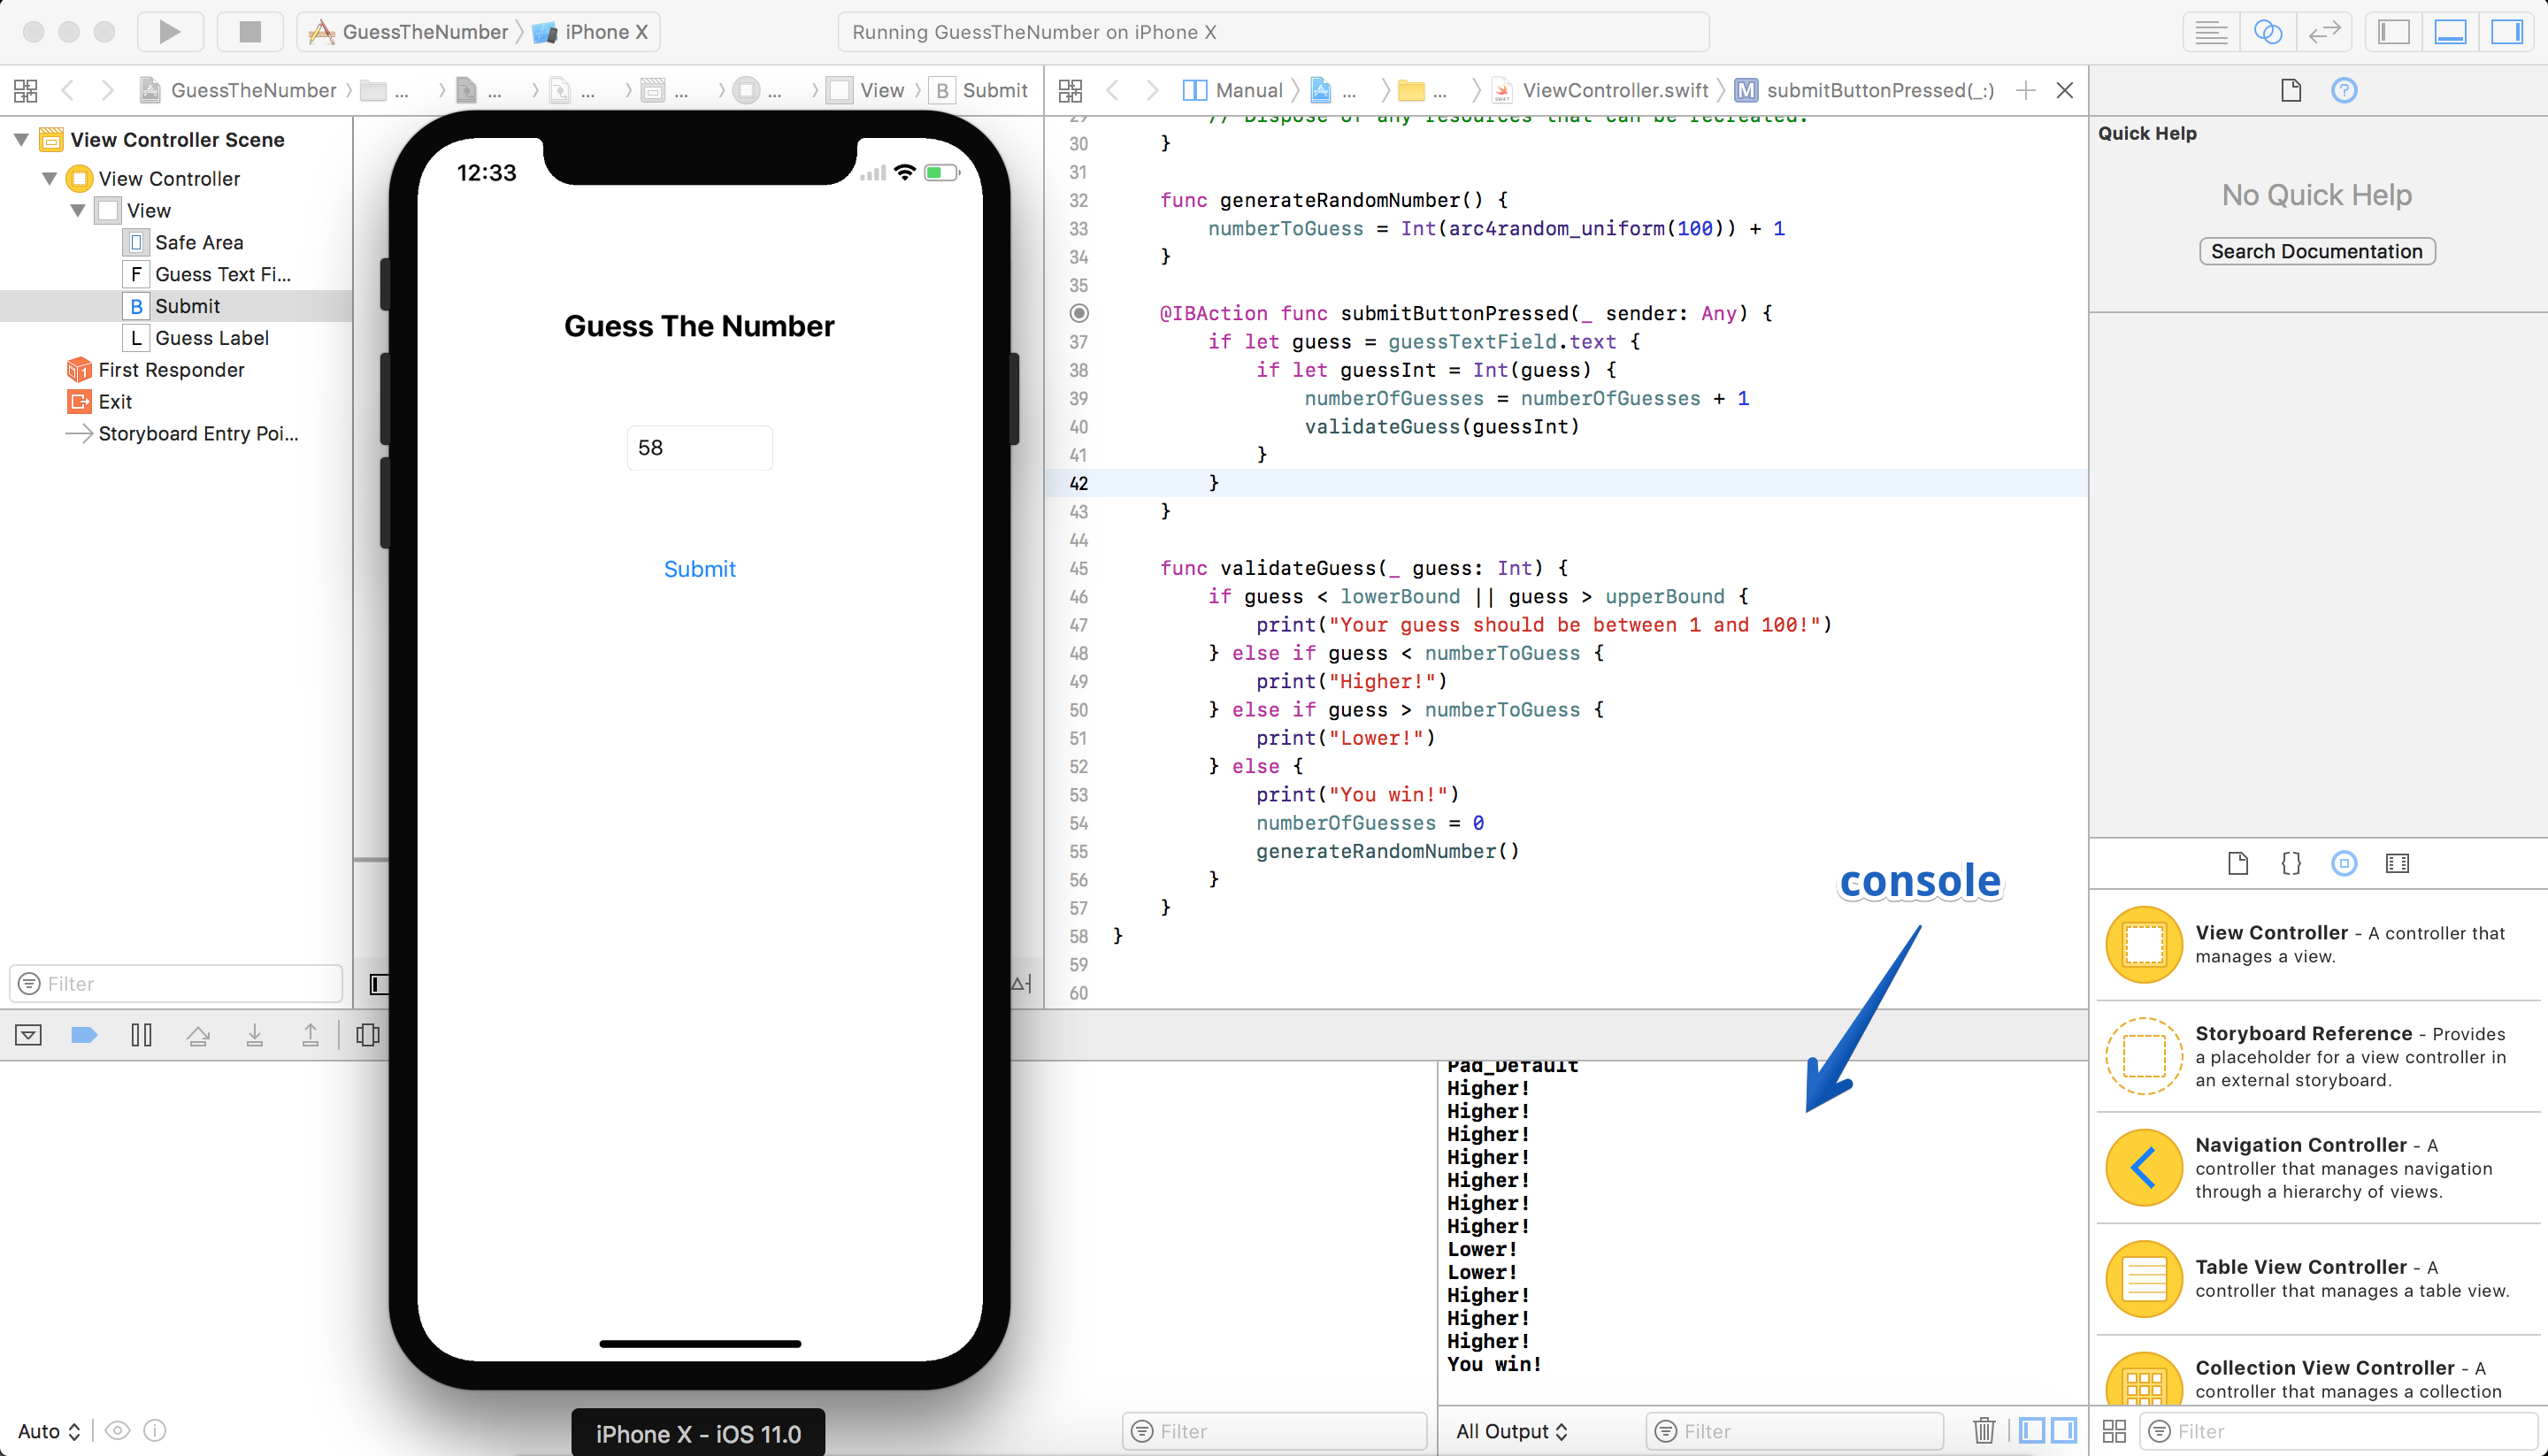 GuessTheNumber iPhone X
Running GuessTheNumber on iPhone X
GuessTheNumber ... ... ... ... ... View B Submit
Manual ... ... ViewController.swift M submitButtonPressed(_:)
View Controller Scene
View Controller
View
Safe Area
F Guess Text Fi...
B Submit
L Guess Label
First Responder
Exit
Storyboard Entry Poi...
Filter
12:33
Guess The Number
58
Submit
iPhone X - iOS 11.0
29 // Dispose of any resources that can be recreated.
30 }
31
32 func generateRandomNumber() {
33 numberToGuess = Int(arc4random_uniform(100)) + 1
34 }
35
@IBAction func submitButtonPressed(_ sender: Any) {
37 if let guess = guessTextField.text {
38 if let guessInt = Int(guess) {
39 numberOfGuesses = numberOfGuesses + 1
40 validateGuess(guessInt)
41 }
42 }
43 }
44
45 func validateGuess(_ guess: Int) {
46 if guess < lowerBound || guess > upperBound {
47 print("Your guess should be between 1 and 100!")
48 } else if guess < numberToGuess {
49 print("Higher!")
50 } else if guess > numberToGuess {
51 print("Lower!")
52 } else {
53 print("You win!")
54 numberOfGuesses = 0
55 generateRandomNumber()
56 }
57 }
58 }
59
60
console
Pad_Default
Higher!
Higher!
Higher!
Higher!
Higher!
Higher!
Higher!
Lower!
Lower!
Higher!
Higher!
Higher!
You win!
Auto
Filter
All Output
Filter
Quick Help
No Quick Help
Search Documentation
{}
View Controller - A controller that
manages a view.
Storyboard Reference - Provides
a placeholder for a view controller in
an external storyboard.
Navigation Controller - A
controller that manages navigation
through a hierarchy of views.
Table View Controller - A
controller that manages a table view.
Collection View Controller - A
controller that manages a collection
Filter